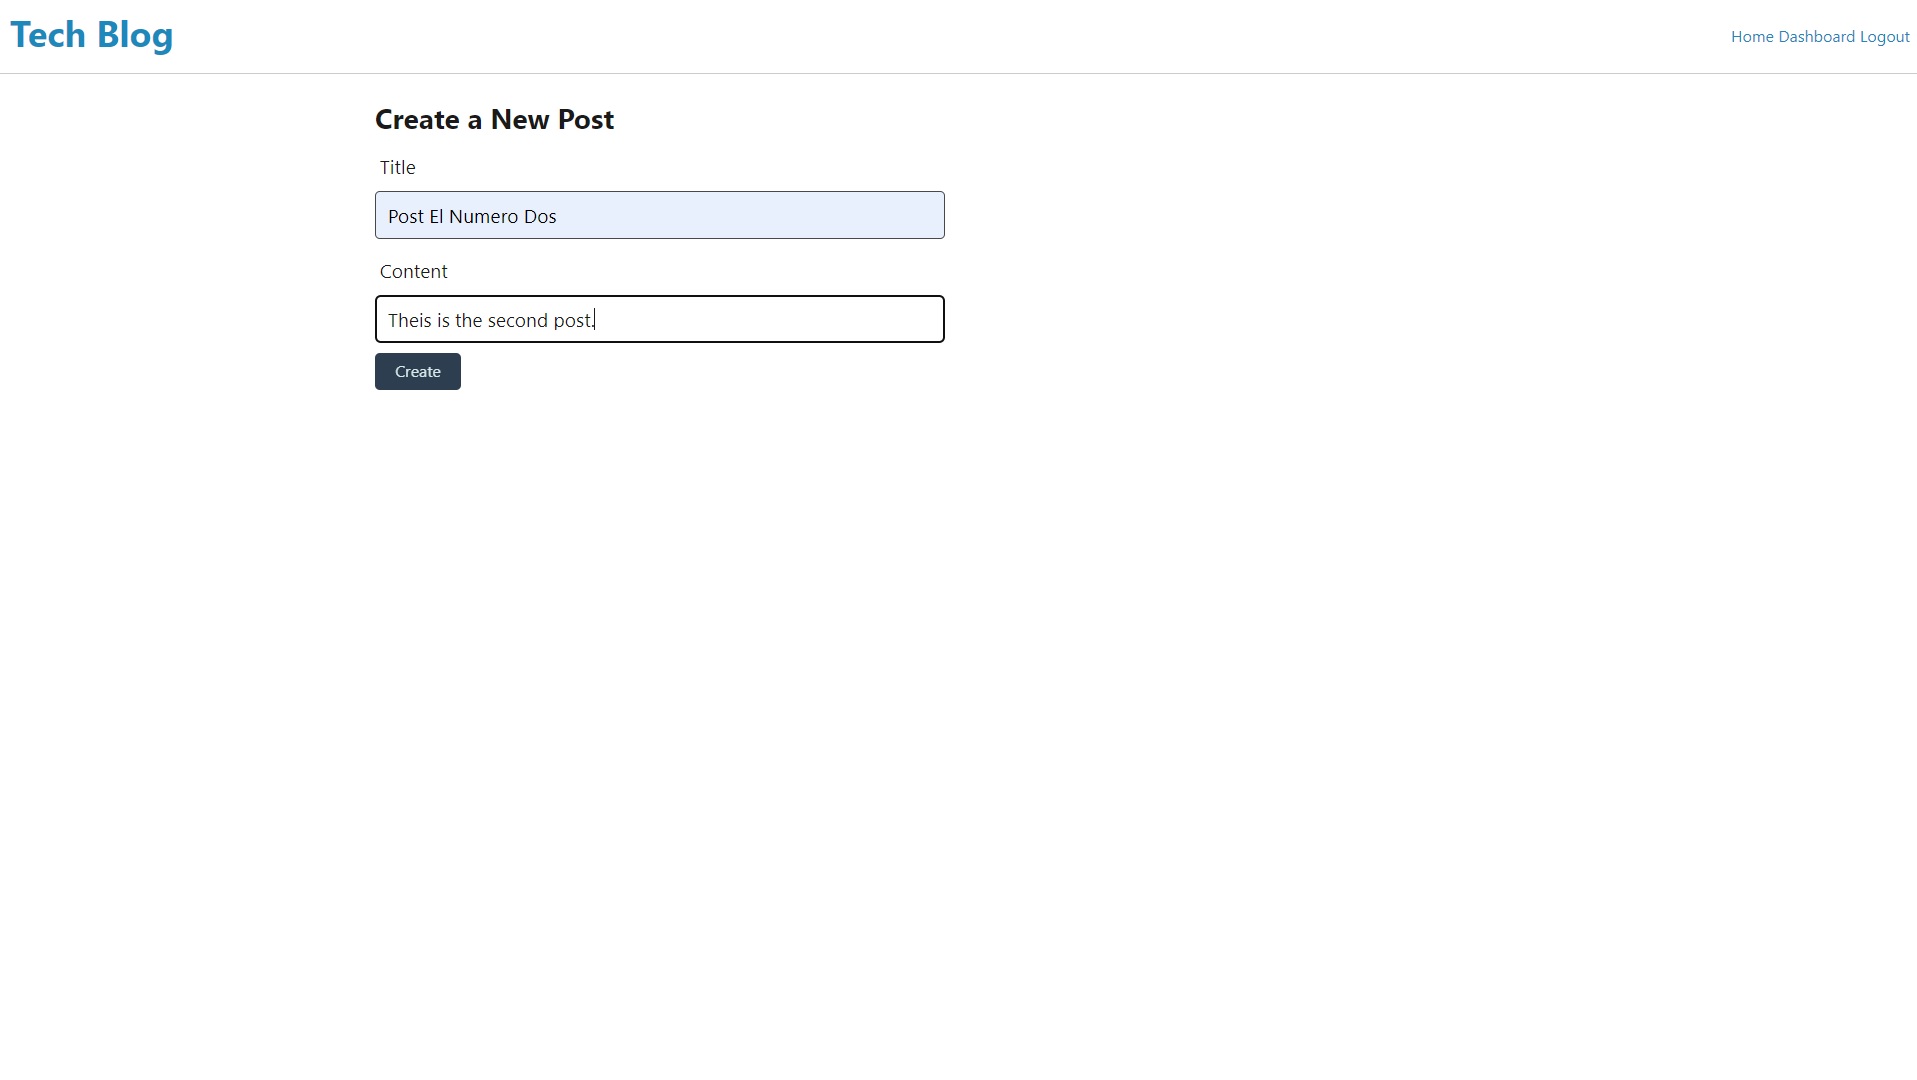 Tech Blog
Home Dashboard Logout
Create a New Post
Title
Post El Numero Dos
Content
Theis is the second post.
Create